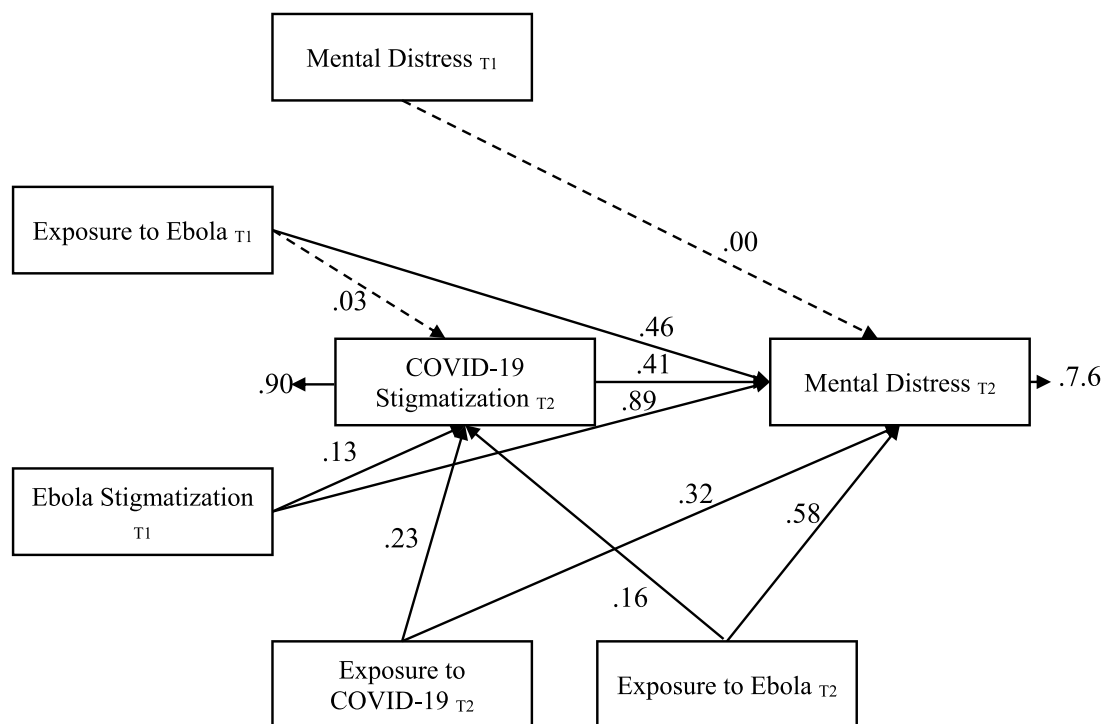 Mental Distress T1
Exposure to Ebola T1
.00
.03
.46
COVID-19
Stigmatization T2
.41
.90
Mental Distress T2
.7.6
.89
.13
Ebola Stigmatization
T1
.32
.58
.23
.16
Exposure to
COVID-19 T2
Exposure to Ebola T2